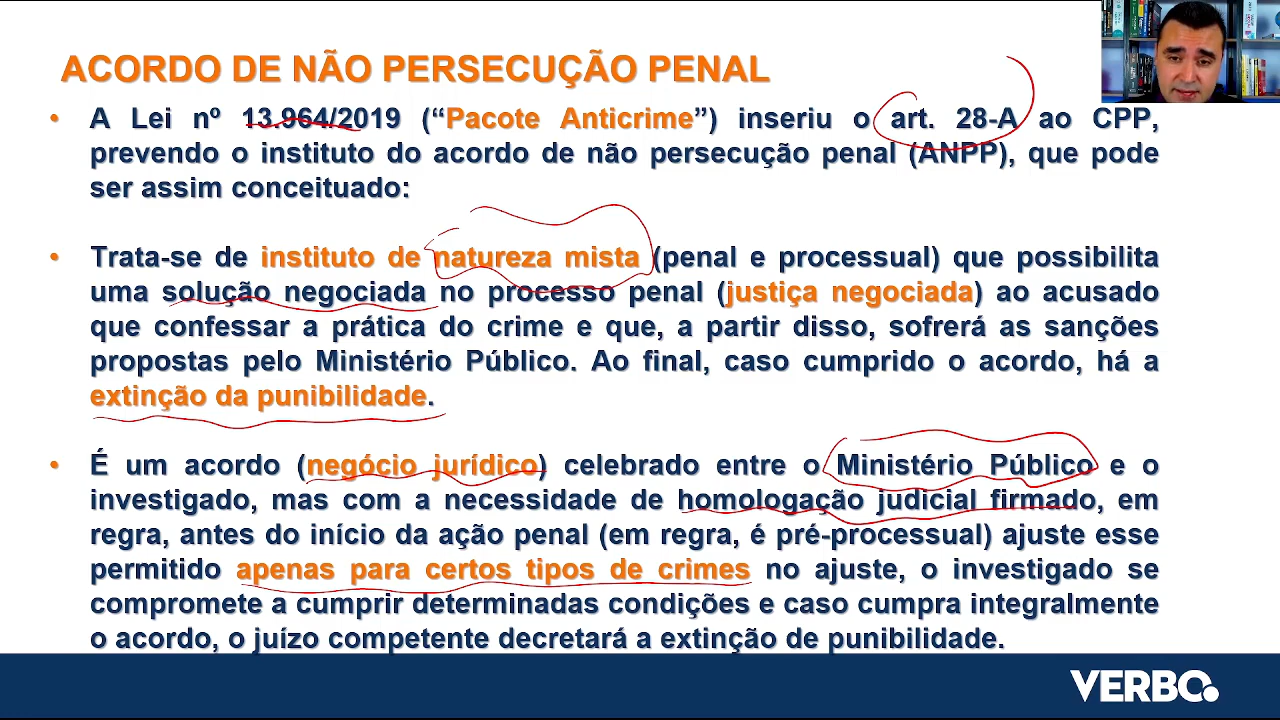 ACORDO DE NÃO PERSECUÇÃO PENAL
• A Lei nº 13.964/2019 (“Pacote Anticrime”) inseriu o art. 28-A ao CPP,
prevendo o instituto do acordo de não persecução penal (ANPP), que pode
ser assim conceituado:
• Trata-se de instituto de natureza mista (penal e processual) que possibilita
uma solução negociada no processo penal (justiça negociada) ao acusado
que confessar a prática do crime e que, a partir disso, sofrerá as sanções
propostas pelo Ministério Público. Ao final, caso cumprido o acordo, há a
extinção da punibilidade.
• É um acordo (negócio jurídico) celebrado entre o Ministério Público e o
investigado, mas com a necessidade de homologação judicial firmado, em
regra, antes do início da ação penal (em regra, é pré-processual) ajuste esse
permitido apenas para certos tipos de crimes no ajuste, o investigado se
compromete a cumprir determinadas condições e caso cumpra integralmente
o acordo, o juízo competente decretará a extinção de punibilidade.
VERBO